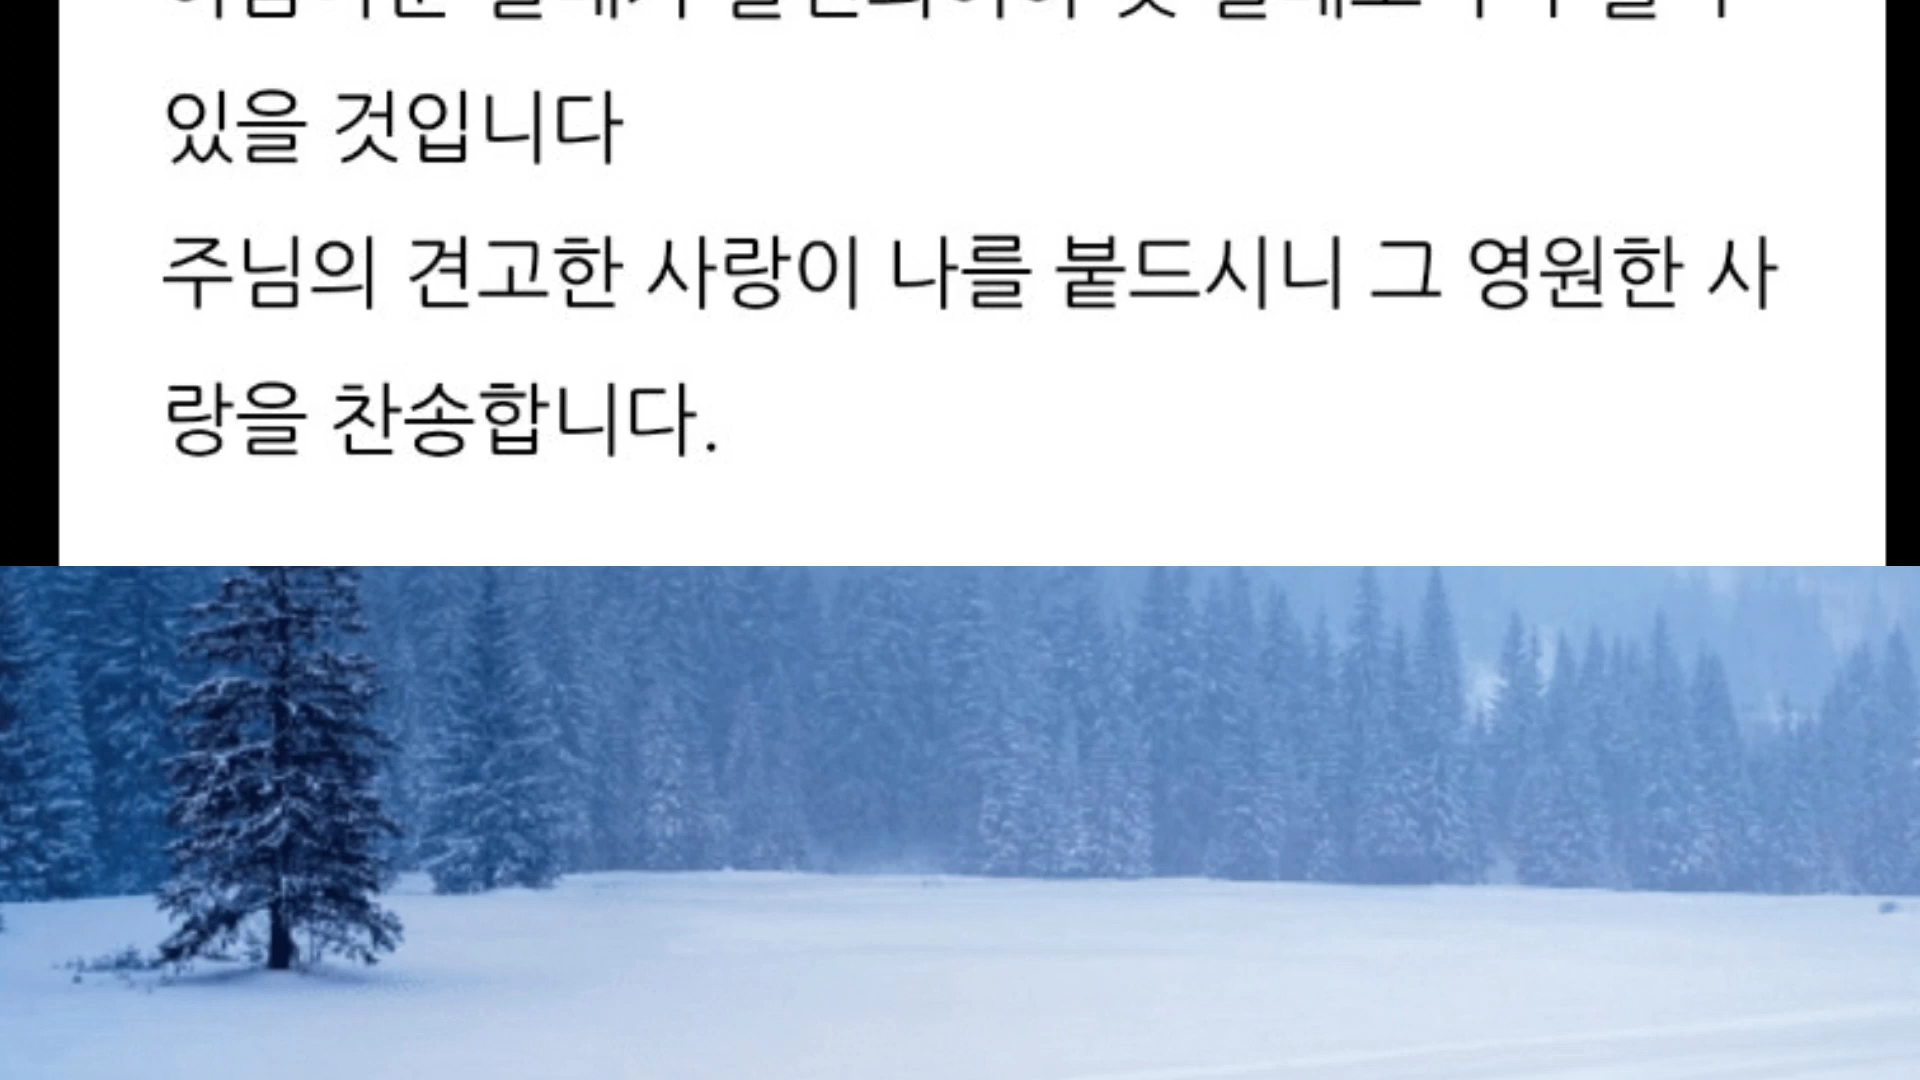 있을 것입니다
주님의 견고한 사랑이 나를 붙드시니 그 영원한 사
랑을 찬송합니다.